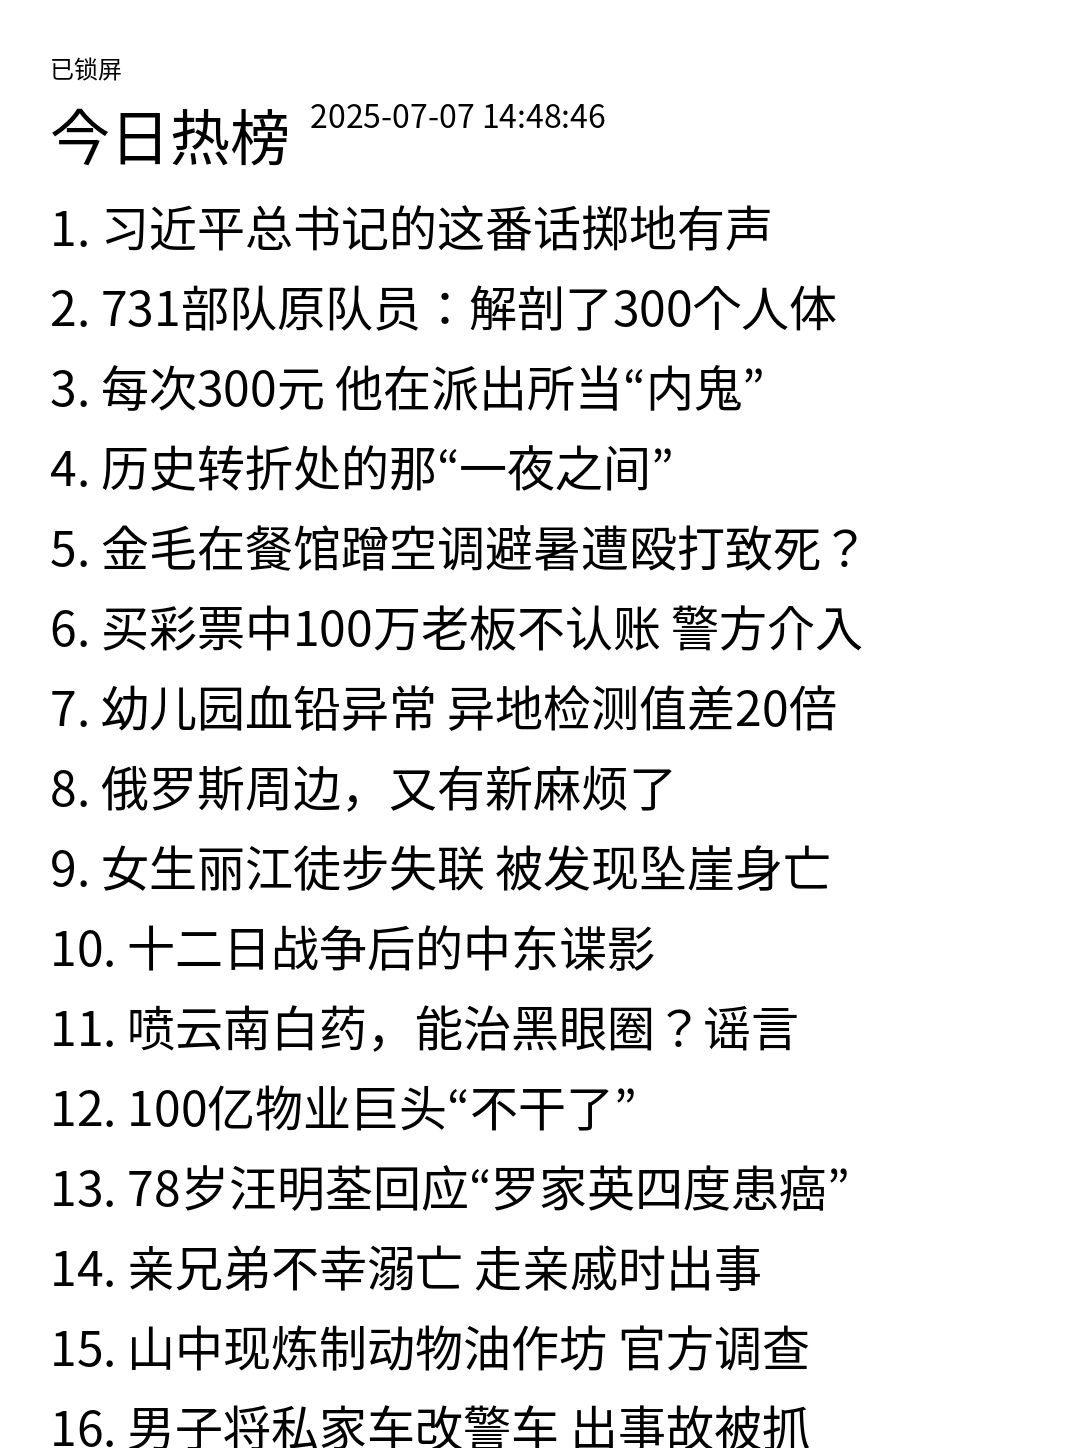 已锁屏
今日热榜 2025-07-07 14:48:46
1. 习近平总书记的这番话掷地有声
2. 731部队原队员：解剖了300个人体
3. 每次300元 他在派出所当“内鬼”
4. 历史转折处的那“一夜之间”
5. 金毛在餐馆蹭空调避暑遭殴打致死？
6. 买彩票中100万老板不认账 警方介入
7. 幼儿园血铅异常 异地检测值差20倍
8. 俄罗斯周边，又有新麻烦了
9. 女生丽江徒步失联 被发现坠崖身亡
10. 十二日战争后的中东谍影
11. 喷云南白药，能治黑眼圈？谣言
12. 100亿物业巨头“不干了”
13. 78岁汪明荃回应“罗家英四度患癌”
14. 亲兄弟不幸溺亡 走亲戚时出事
15. 山中现炼制动物油作坊 官方调查
16. 男子将私家车改警车 出事故被抓